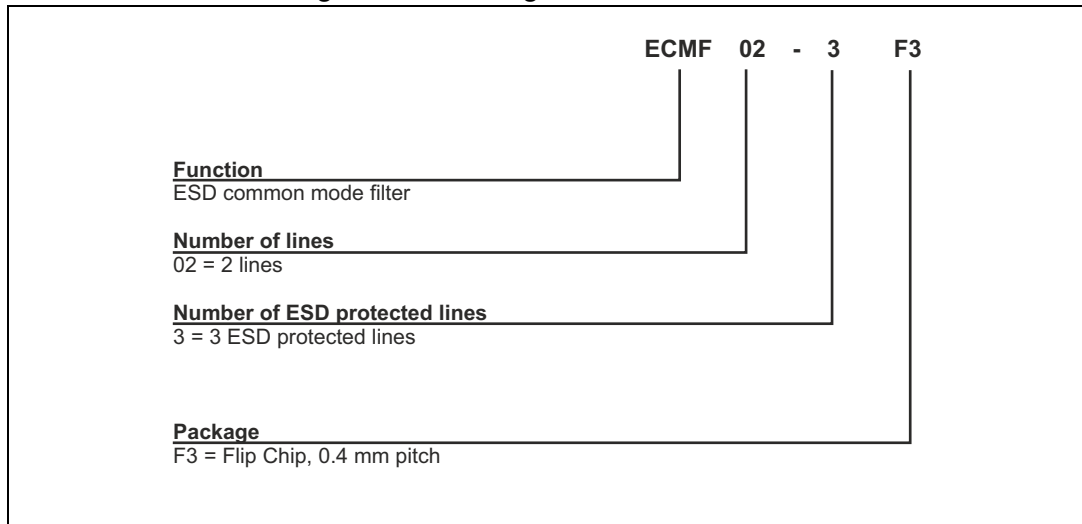 ECMF 02 - 3 F3
Function
ESD common mode filter
Number of lines
02 = 2 lines
Number of ESD protected lines
3 = 3 ESD protected lines
Package
F3 = Flip Chip, 0.4 mm pitch